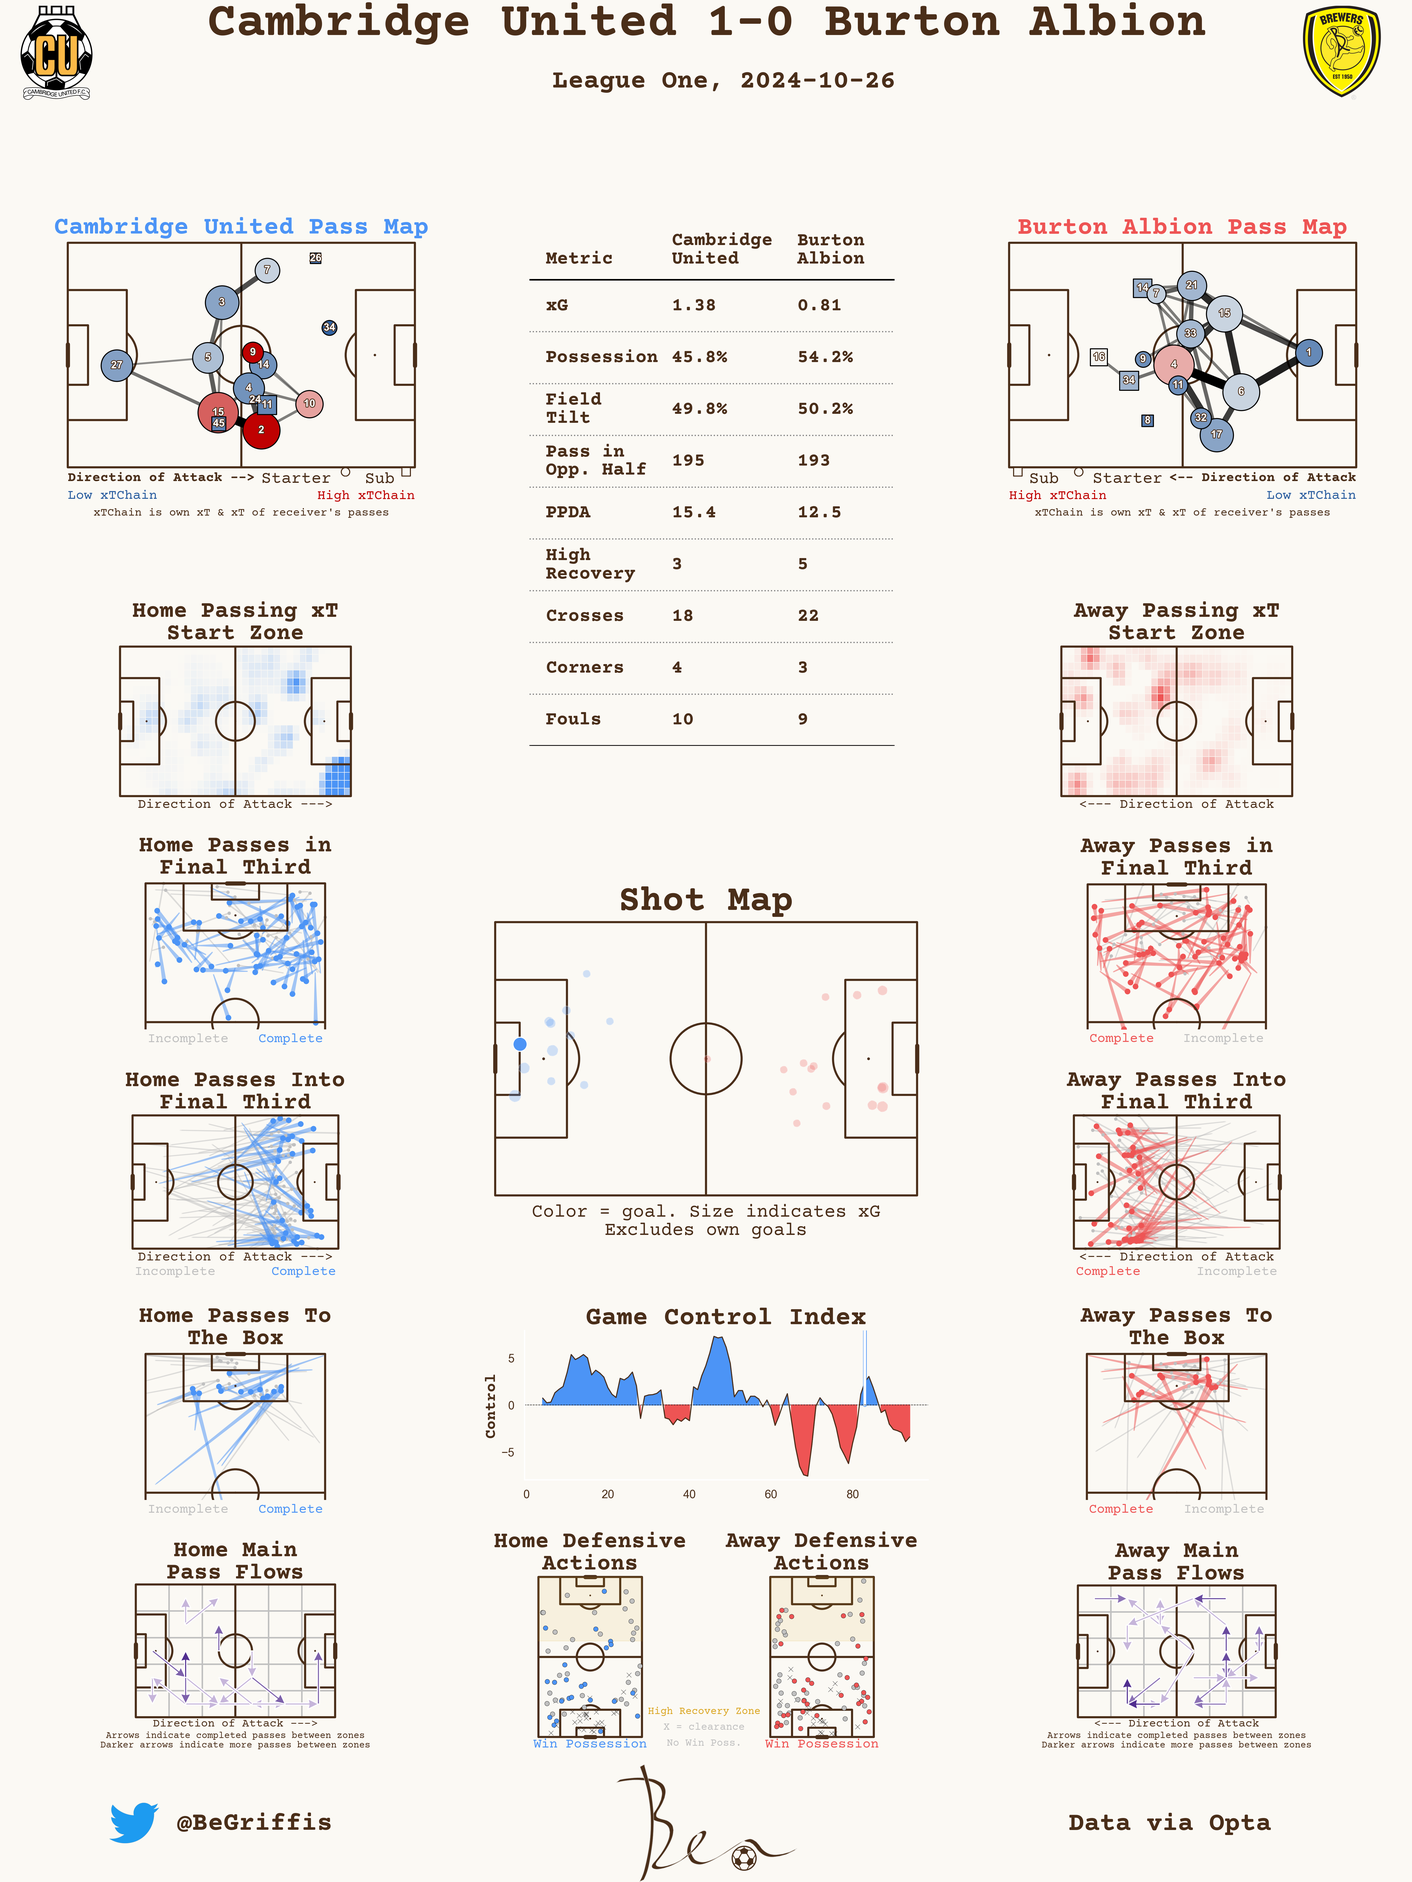 Cambridge United 1-0 Burton Albion
League One, 2024-10-26
CU
CAMBRIDGE UNITED F.C.
BREWERS
EST 1950
Cambridge United Pass Map
26
7
3
34
5
9
27
14
4
24
11
10
15
45
2
Direction of Attack --> Starter Sub
Low xTChain High xTChain
xTChain is own xT & xT of receiver's passes
Metric Cambridge United Burton Albion
xG 1.38 0.81
Possession 45.8% 54.2%
Field Tilt 49.8% 50.2%
Pass in Opp. Half 195 193
PPDA 15.4 12.5
High Recovery 3 5
Crosses 18 22
Corners 4 3
Fouls 10 9
Burton Albion Pass Map
14
7
21
15
33
16
9
4
1
34
11
6
8
32
17
Sub Starter <-- Direction of Attack
High xTChain Low xTChain
xTChain is own xT & xT of receiver's passes
Home Passing xT
Start Zone
Direction of Attack --->
Away Passing xT
Start Zone
<--- Direction of Attack
Home Passes in
Final Third
Incomplete Complete
Away Passes in
Final Third
Complete Incomplete
Shot Map
Color = goal. Size indicates xG
Excludes own goals
Home Passes Into
Final Third
Direction of Attack --->
Incomplete Complete
Away Passes Into
Final Third
<--- Direction of Attack
Complete Incomplete
Home Passes To
The Box
Incomplete Complete
Game Control Index
Control
5
0
−5
0 20 40 60 80
Away Passes To
The Box
Complete Incomplete
Home Main
Pass Flows
Direction of Attack --->
Arrows indicate completed passes between zones
Darker arrows indicate more passes between zones
Home Defensive
Actions
Win Possession
Away Defensive
Actions
Win Possession
High Recovery Zone
X = clearance
No Win Poss.
Away Main
Pass Flows
<--- Direction of Attack
Arrows indicate completed passes between zones
Darker arrows indicate more passes between zones
@BeGriffis
Ben
Data via Opta